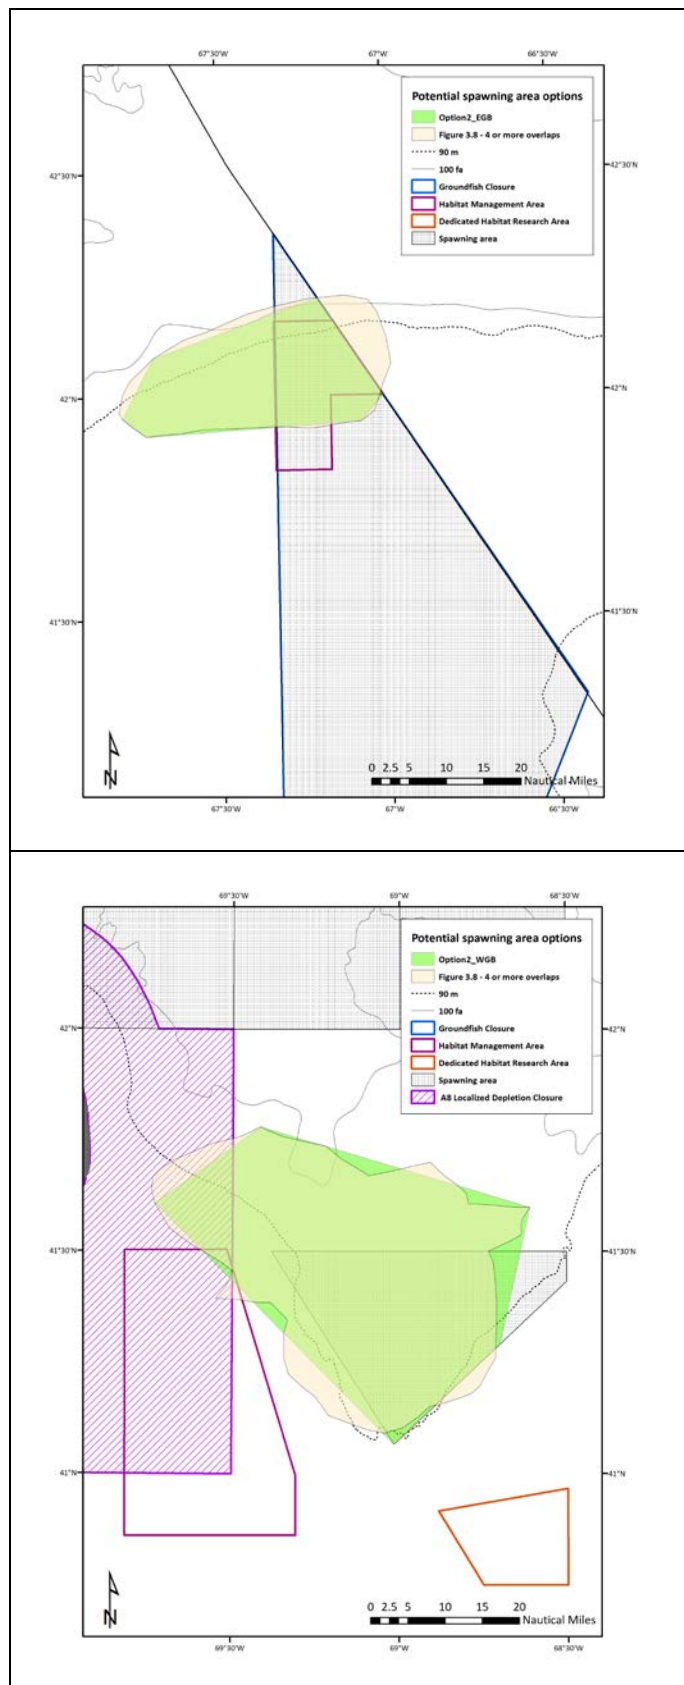 67°30'W 67°W 66°30'W
Potential spawning area options
Option2_EGB
Figure 3.8 - 4 or more overlaps
90 m
100 fa
Groundfish Closure
Habitat Management Area
Dedicated Habitat Research Area
Spawning area
42°30'N 42°30'N
42°N 42°N
41°30'N 41°30'N
N
0 2.5 5 10 15 20
Nautical Miles
67°30'W 67°W 66°30'W
69°30'W 69°W 68°30'W
Potential spawning area options
Option2_WGB
Figure 3.8 - 4 or more overlaps
90 m
100 fa
Groundfish Closure
Habitat Management Area
Dedicated Habitat Research Area
Spawning area
A8 Localized Depletion Closure
42°N 42°N
41°30'N 41°30'N
41°N 41°N
N
0 2.5 5 10 15 20
Nautical Miles
69°30'W 69°W 68°30'W